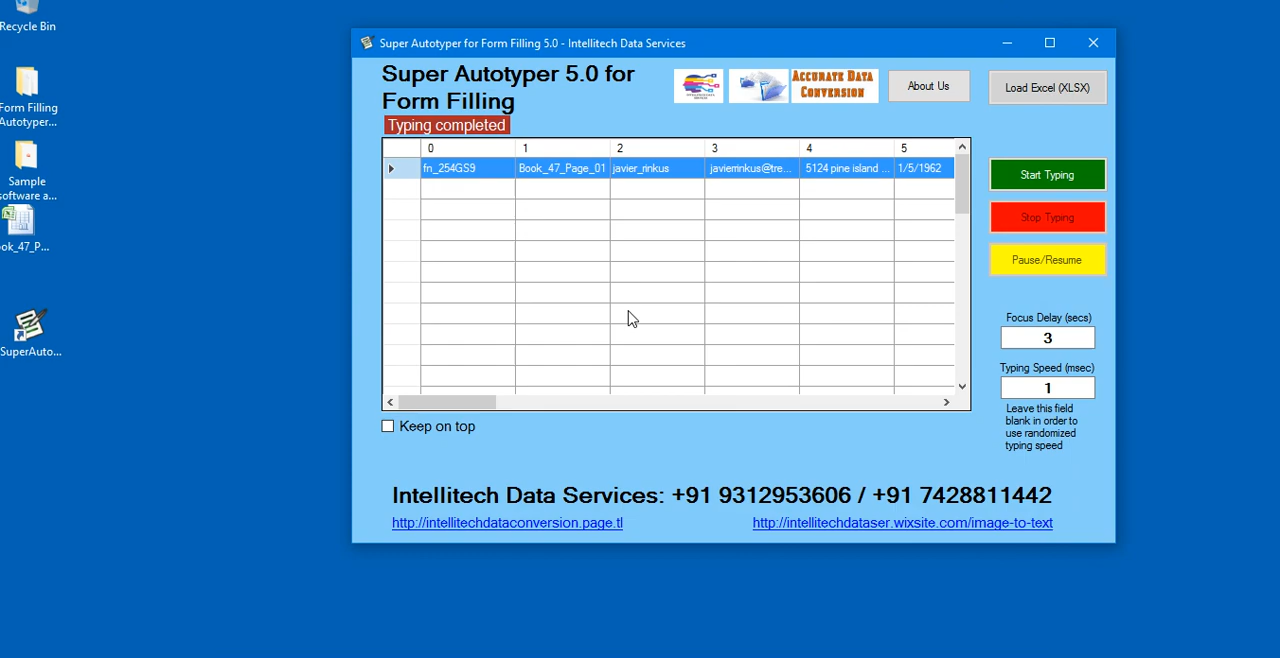 Recycle Bin
Form Filling
Autotyper...
Sample
software a...
ook_47_P...
SuperAuto...
Super Autotyper for Form Filling 5.0 - Intellitech Data Services
Super Autotyper 5.0 for
Form Filling
Typing completed
ACCURATE DATA
CONVERSION
About Us
Load Excel (XLSX)
0 1 2 3 4 5
fn_254GS9 Book_47_Page_01 javier_rinkus javierrinkus@tre... 5124 pine island ... 1/5/1962
Start Typing
Stop Typing
Pause/Resume
Focus Delay (secs)
3
Typing Speed (msec)
1
Leave this field
blank in order to
use randomized
typing speed
Keep on top
Intellitech Data Services: +91 9312953606 / +91 7428811442
http://intellitechdataconversion.page.tl
http://intellitechdataser.wixsite.com/image-to-text